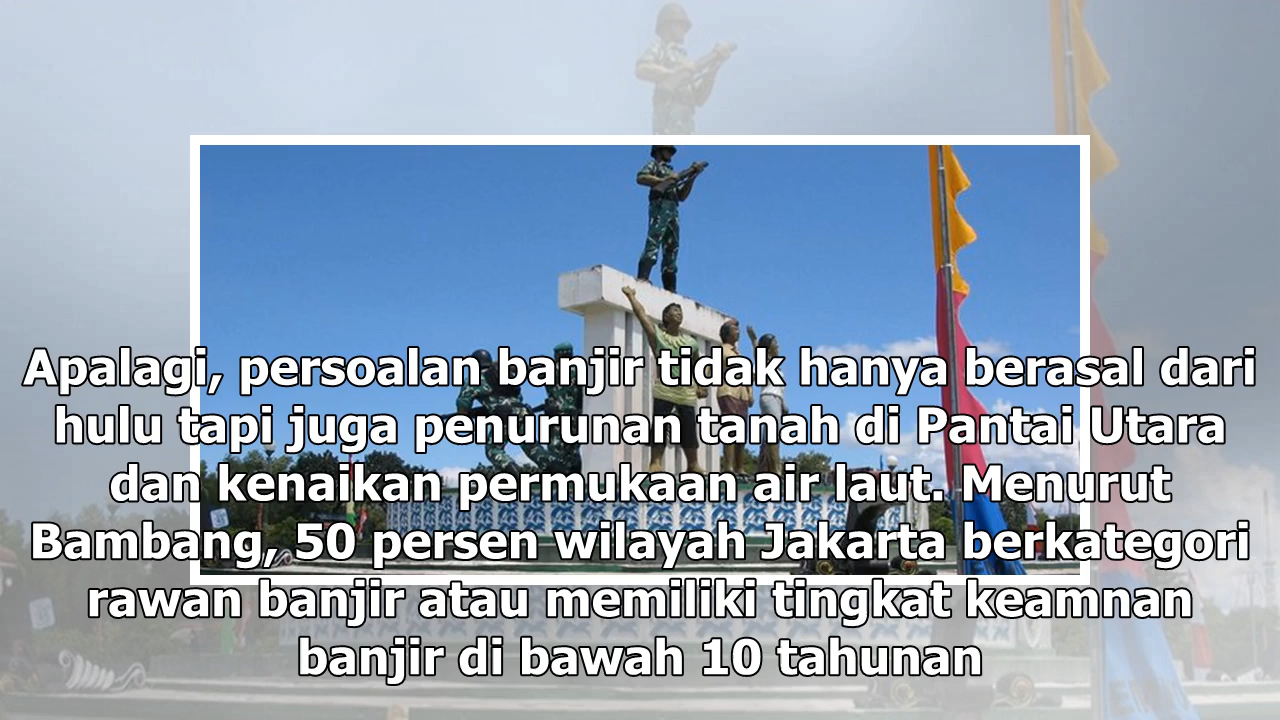 Apalagi, persoalan banjir tidak hanya berasal dari
hulu tapi juga penurunan tanah di Pantai Utara
dan kenaikan permukaan air laut. Menurut
Bambang, 50 persen wilayah Jakarta berkategori
rawan banjir atau memiliki tingkat keamnan
banjir di bawah 10 tahunan